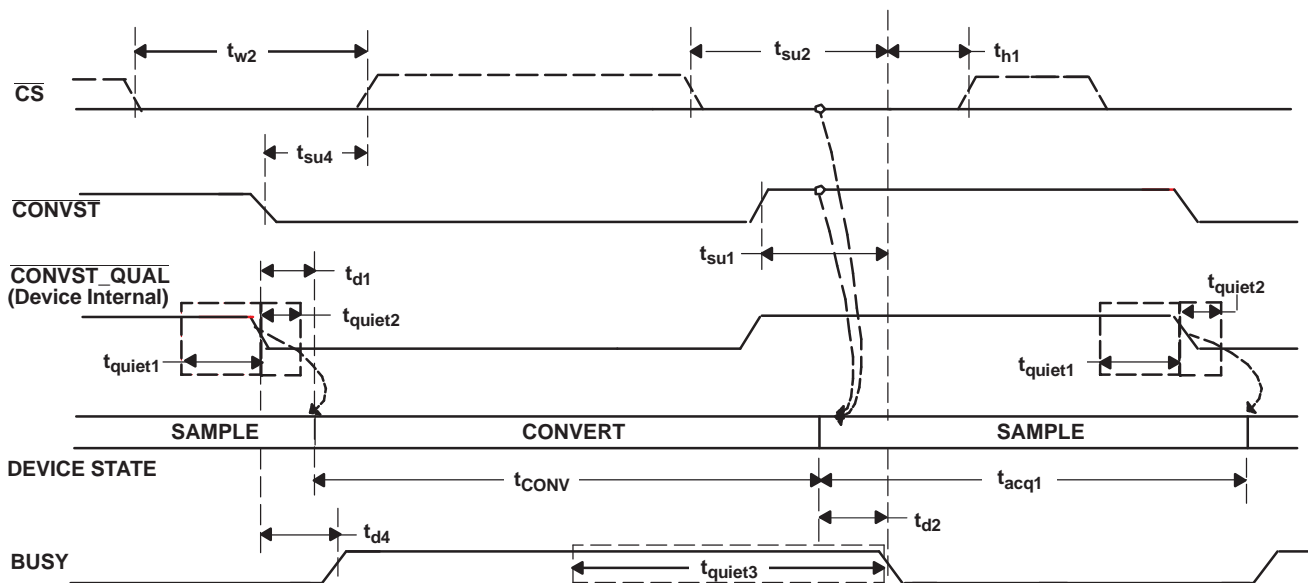 tw2
tsu2
th1
CS
tsu4
CONVST
tsu1
CONVST_QUAL
(Device Internal)
td1
tquiet2
tquiet2
tquiet1
tquiet1
SAMPLE
CONVERT
SAMPLE
DEVICE STATE
tCONV
tacq1
td4
td2
BUSY
tquiet3